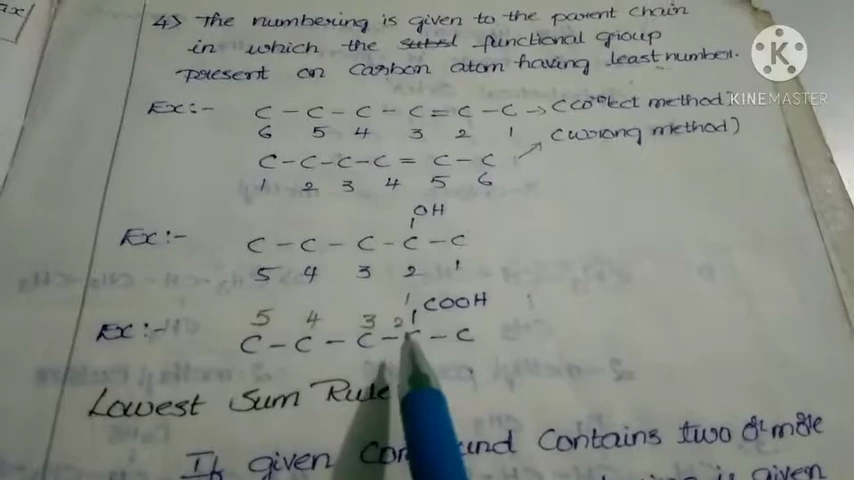 4) The numbering is given to the parent chain
in which the functional group
present on carbon atom having least number.
KINEMASTER
Ex:- C - C - C - C = C - C → (correct method)
6 5 4 3 2 1
(wrong method)
C - C - C - C = C - C
1 2 3 4 5 6
OH
Ex:- C - C - C - C - C
5 4 3 2 1
1 COOH
5 4 3 2
Ex:- C - C - C - C - C
Lowest Sum Rule
If given compound contains two or more
is given